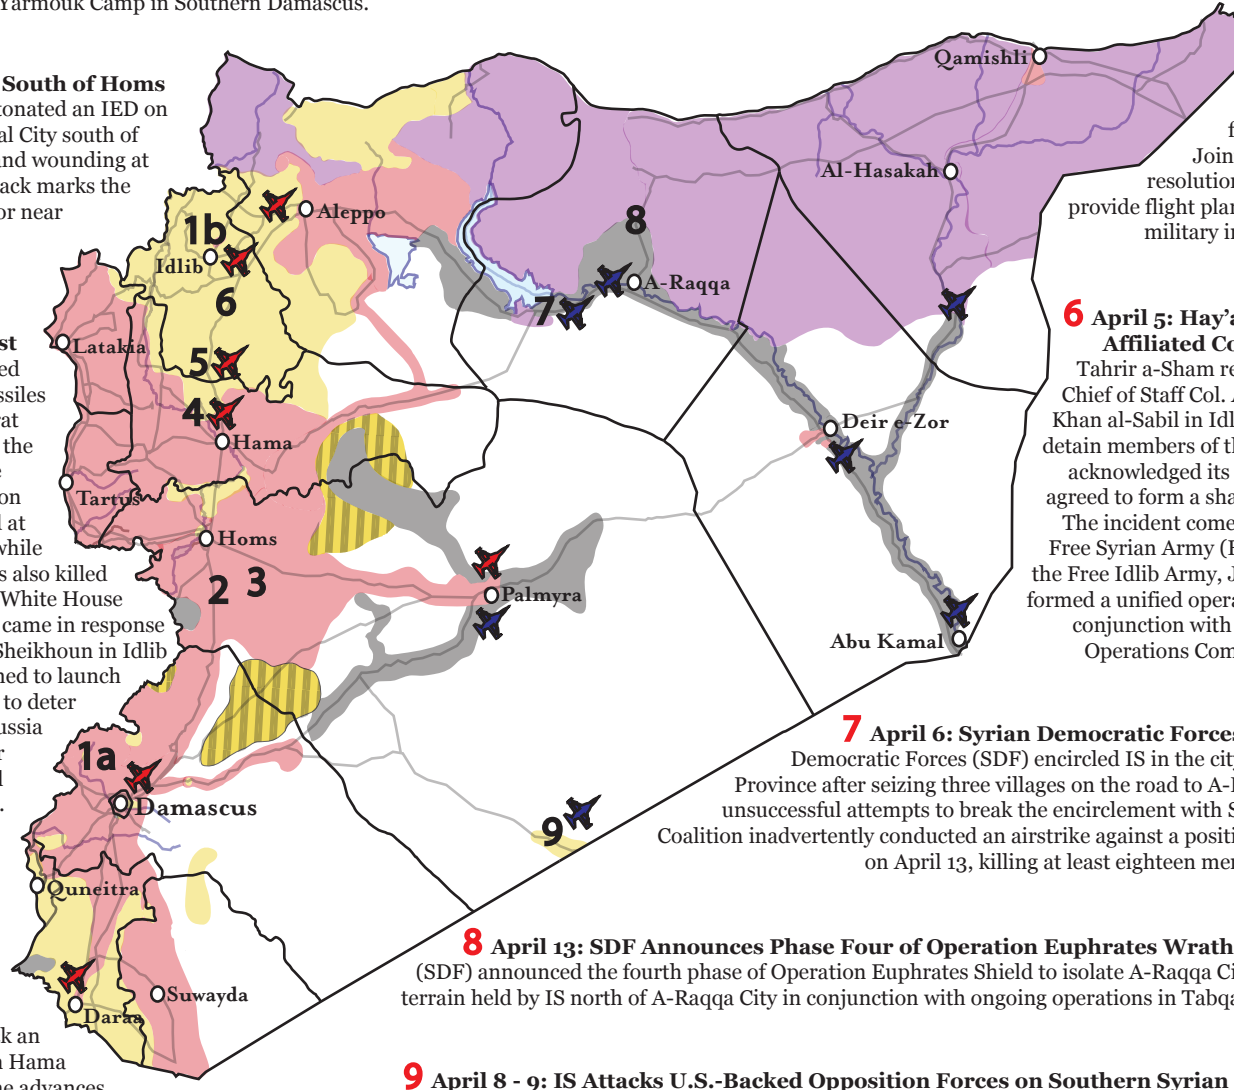 Yarmouk Camp in Southern Damascus.
South of Homs
tonated an IED on
al City south of
and wounding at
ack marks the
or near
st
ed
ssiles
rat
the
e
on
d at
while
s also killed
White House
came in response
Sheikhoun in Idlib
ned to launch
to deter
ussia
r
d
.
k an
n Hama
me advances
Qamishli
Al-Hasakah
Aleppo
1b
Idlib
6
8
A-Raqqa
7
Latakia
5
4
Hama
Deir e-Zor
Tartus
Homs
2
3
Palmyra
Abu Kamal
1a
Damascus
9
Quneitra
Suwayda
Daraa
f
Join
resolution
provide flight plan
military in
6 April 5: Hay'a
Affiliated Co
Tahrir a-Sham re
Chief of Staff Col. A
Khan al-Sabil in Idl
detain members of th
acknowledged its
agreed to form a sha
The incident come
Free Syrian Army (F
the Free Idlib Army, J
formed a unified opera
conjunction with
Operations Com
7 April 6: Syrian Democratic Forces
Democratic Forces (SDF) encircled IS in the city
Province after seizing three villages on the road to A-R
unsuccessful attempts to break the encirclement with S
Coalition inadvertently conducted an airstrike against a positi
on April 13, killing at least eighteen mem
8 April 13: SDF Announces Phase Four of Operation Euphrates Wrath
(SDF) announced the fourth phase of Operation Euphrates Shield to isolate A-Raqqa Ci
terrain held by IS north of A-Raqqa City in conjunction with ongoing operations in Tabqa
9 April 8 - 9: IS Attacks U.S.-Backed Opposition Forces on Southern Syrian